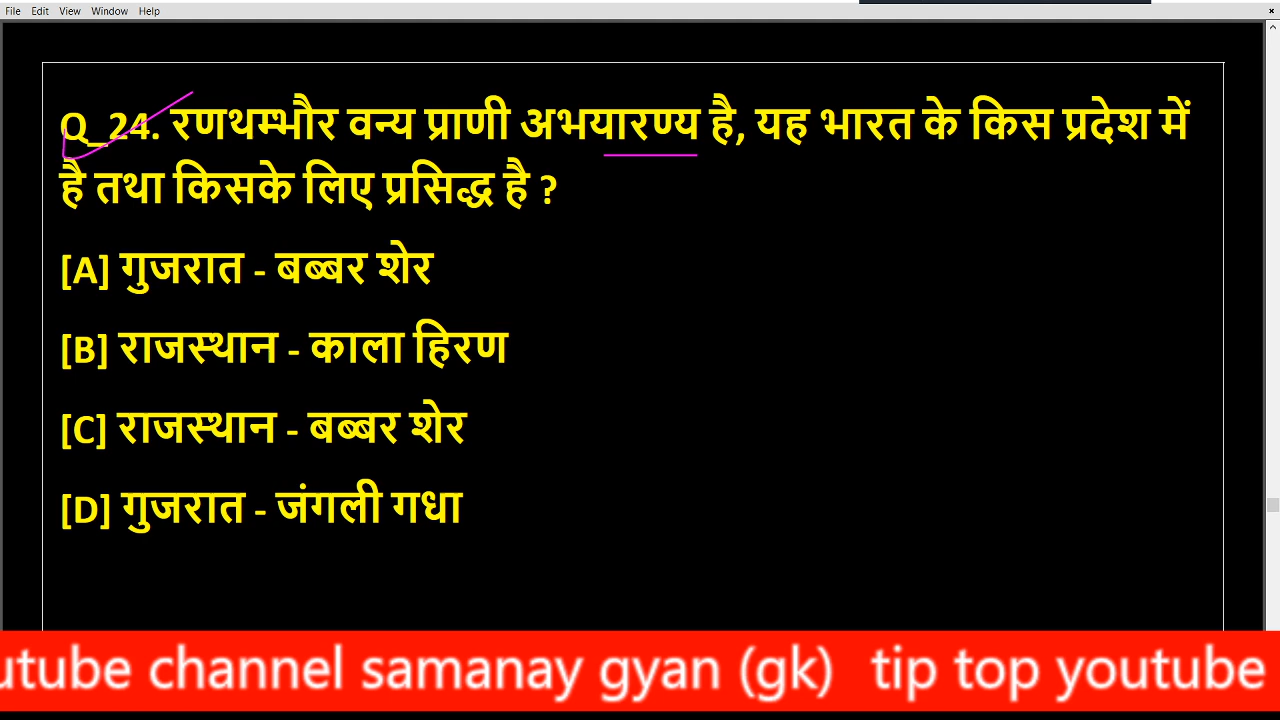 File Edit View Window Help
Q_24. रणथम्भौर वन्य प्राणी अभयारण्य है, यह भारत के किस प्रदेश में
है तथा किसके लिए प्रसिद्ध है ?
[A] गुजरात - बब्बर शेर
[B] राजस्थान - काला हिरण
[C] राजस्थान - बब्बर शेर
[D] गुजरात - जंगली गधा
utube channel samanay gyan (gk) tip top youtube